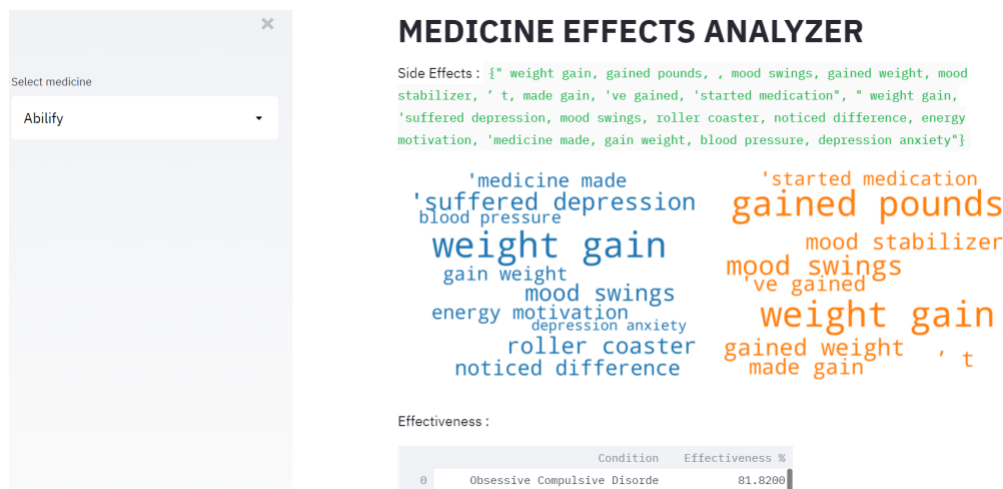 ×
MEDICINE EFFECTS ANALYZER
Select medicine
Abilify
Side Effects : {" weight gain, gained pounds, , mood swings, gained weight, mood
stabilizer, ’ t, made gain, 've gained, 'started medication", " weight gain,
'suffered depression, mood swings, roller coaster, noticed difference, energy
motivation, 'medicine made, gain weight, blood pressure, depression anxiety"}
'medicine made
'suffered depression
blood pressure
weight gain
gain weight
mood swings
energy motivation
depression anxiety
roller coaster
noticed difference
'started medication
gained pounds
mood stabilizer
mood swings
've gained
weight gain
gained weight
’ t
made gain
Effectiveness :
Condition Effectiveness %
0 Obsessive Compulsive Disorde 81.8200